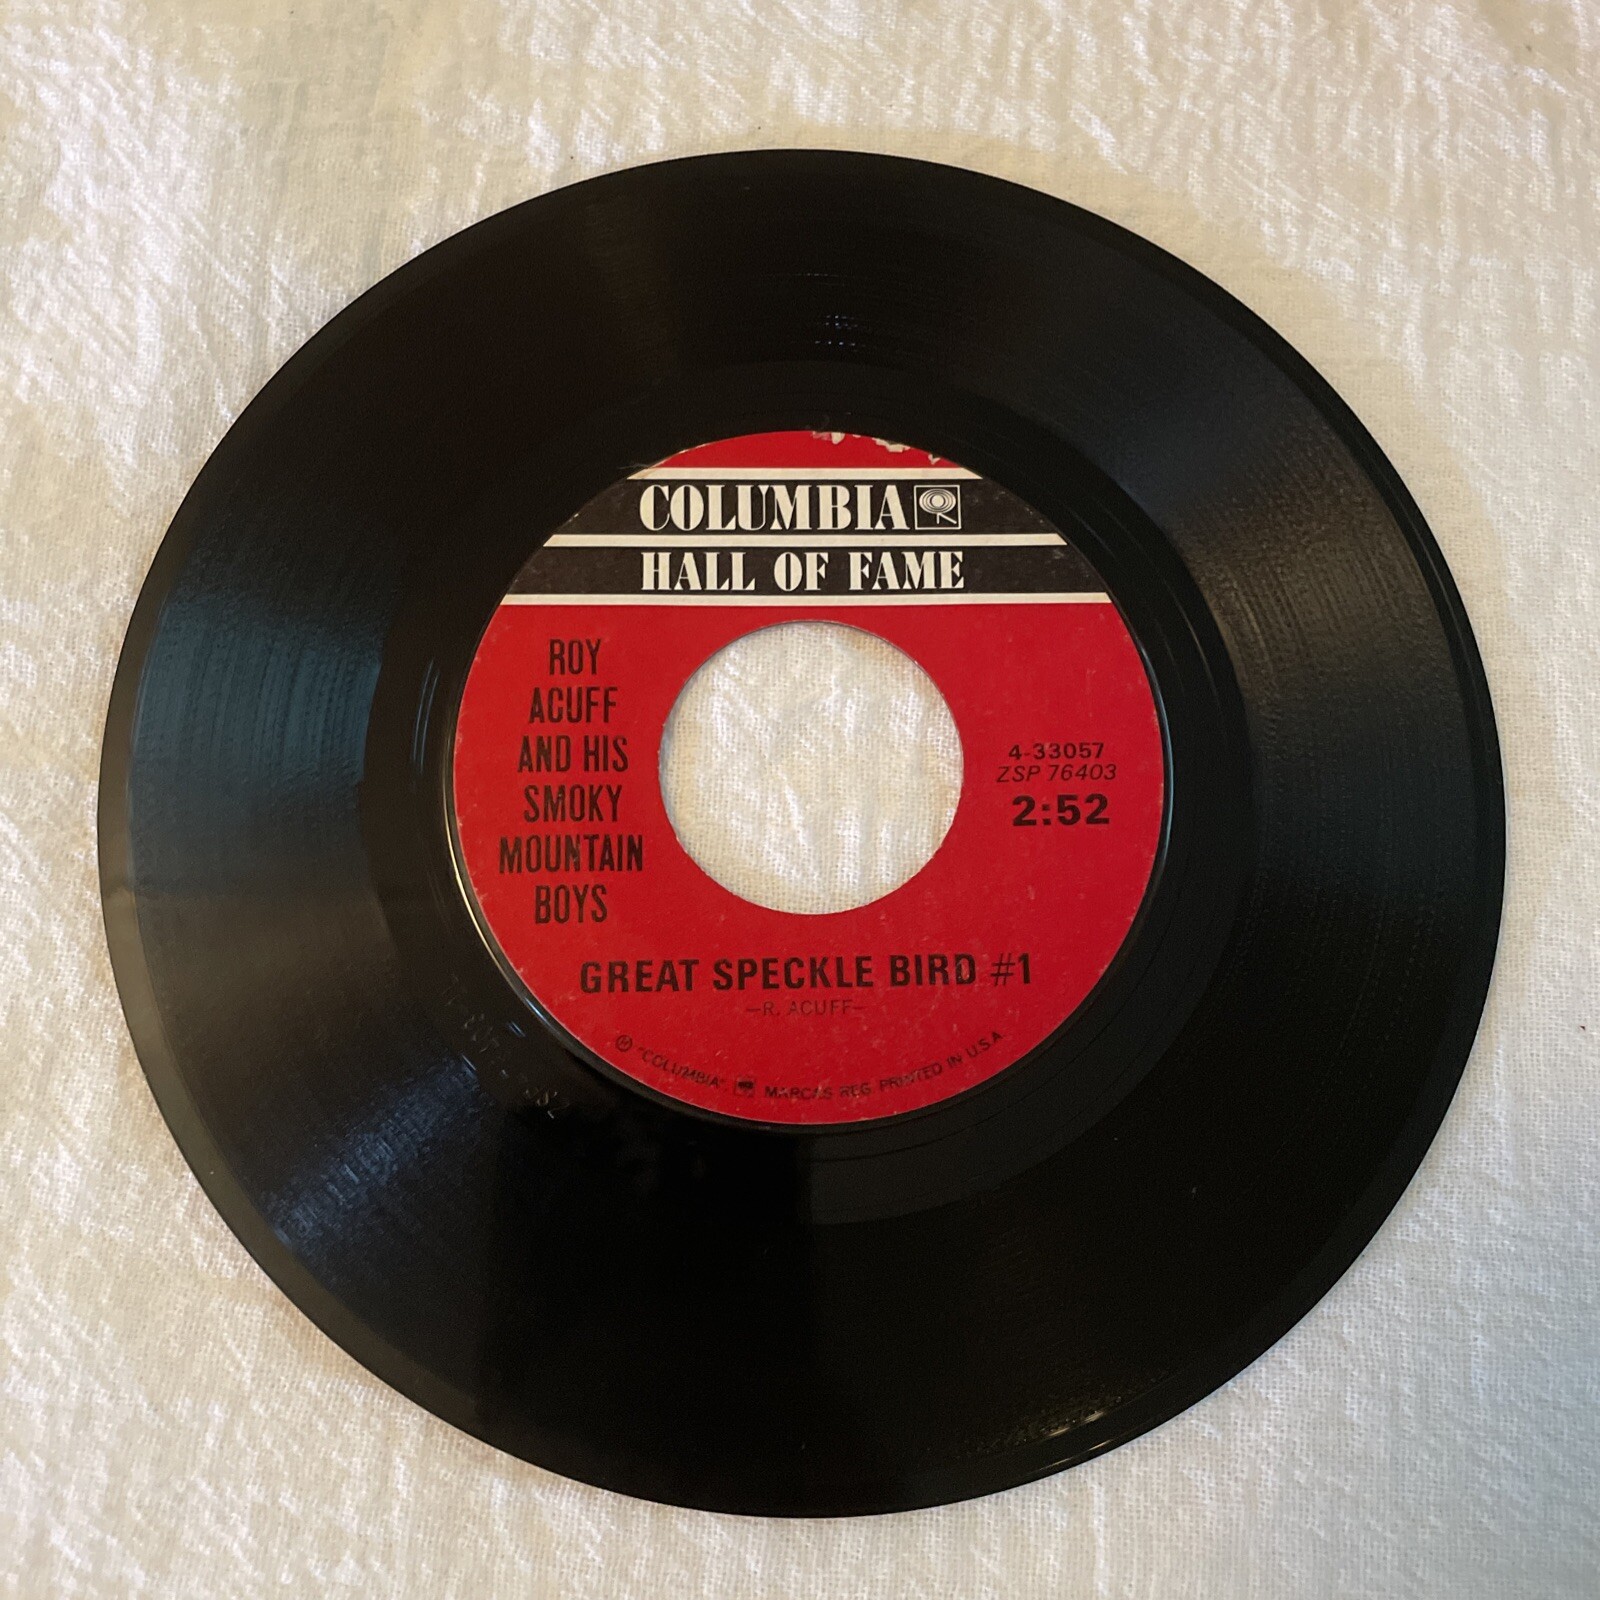 COLUMBIA
HALL OF FAME
ROY
ACUFF
AND HIS
SMOKY
MOUNTAIN
BOYS
4-33057
ZSP 76403
2:52
GREAT SPECKLE BIRD #1
—R. ACUFF—
"COLUMBIA" MARCAS REG PRINTED IN U.S.A.